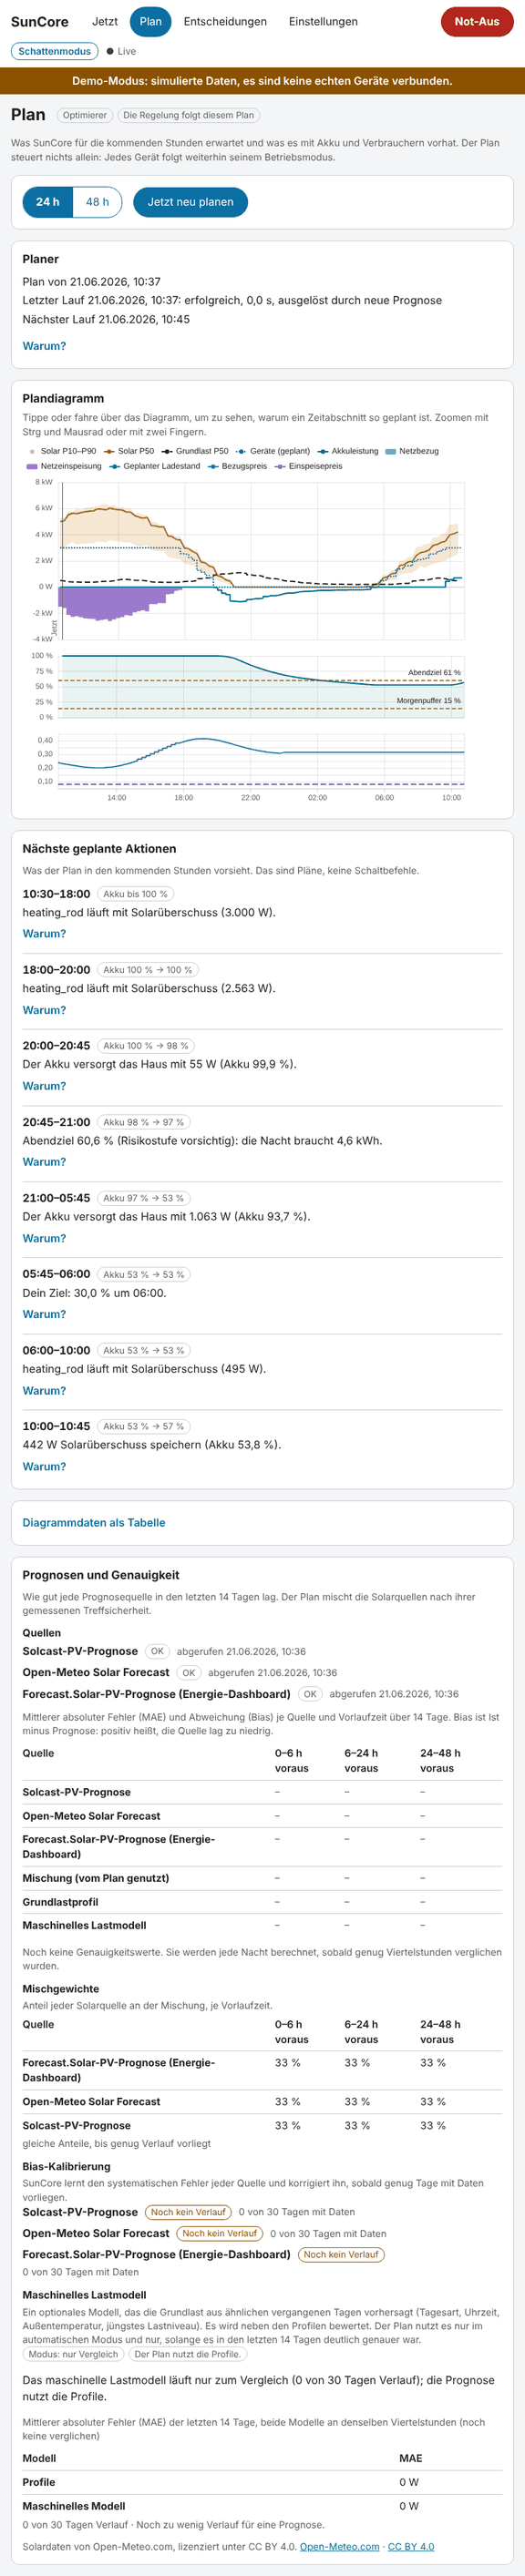 SunCore Jetzt Plan Entscheidungen Einstellungen Not-Aus
Schattenmodus Live
Demo-Modus: simulierte Daten, es sind keine echten Geräte verbunden.
Plan Optimierer Die Regelung folgt diesem Plan
Was SunCore für die kommenden Stunden erwartet und was es mit Akku und Verbrauchern vorhat. Der Plan
steuert nichts allein: Jedes Gerät folgt weiterhin seinem Betriebsmodus.
24 h 48 h Jetzt neu planen
Planer
Plan von 21.06.2026, 10:37
Letzter Lauf 21.06.2026, 10:37: erfolgreich, 0,0 s, ausgelöst durch neue Prognose
Nächster Lauf 21.06.2026, 10:45
Warum?
Plandiagramm
Tippe oder fahre über das Diagramm, um zu sehen, warum ein Zeitabschnitt so geplant ist. Zoomen mit
Strg und Mausrad oder mit zwei Fingern.
Solar P10–P90 Solar P50 Grundlast P50 Geräte (geplant) Akkuleistung Netzbezug
Netzeinspeisung Geplanter Ladestand Bezugspreis Einspeisepreis
8 kW
6 kW
4 kW
2 kW
0 W
-2 kW
Jetzt
-4 kW
100 %
75 %
Abendziel 61 %
50 %
25 %
Morgenpuffer 15 %
0 %
0,40
0,30
0,20
0,10
14:00 18:00 22:00 02:00 06:00 10:00
Nächste geplante Aktionen
Was der Plan in den kommenden Stunden vorsieht. Das sind Pläne, keine Schaltbefehle.
10:30–18:00 Akku bis 100 %
heating_rod läuft mit Solarüberschuss (3.000 W).
Warum?
18:00–20:00 Akku 100 % → 100 %
heating_rod läuft mit Solarüberschuss (2.563 W).
Warum?
20:00–20:45 Akku 100 % → 98 %
Der Akku versorgt das Haus mit 55 W (Akku 99,9 %).
Warum?
20:45–21:00 Akku 98 % → 97 %
Abendziel 60,6 % (Risikostufe vorsichtig): die Nacht braucht 4,6 kWh.
Warum?
21:00–05:45 Akku 97 % → 53 %
Der Akku versorgt das Haus mit 1.063 W (Akku 93,7 %).
Warum?
05:45–06:00 Akku 53 % → 53 %
Dein Ziel: 30,0 % um 06:00.
Warum?
06:00–10:00 Akku 53 % → 53 %
heating_rod läuft mit Solarüberschuss (495 W).
Warum?
10:00–10:45 Akku 53 % → 57 %
442 W Solarüberschuss speichern (Akku 53,8 %).
Warum?
Diagrammdaten als Tabelle
Prognosen und Genauigkeit
Wie gut jede Prognosequelle in den letzten 14 Tagen lag. Der Plan mischt die Solarquellen nach ihrer
gemessenen Treffsicherheit.
Quellen
Solcast-PV-Prognose OK abgerufen 21.06.2026, 10:36
Open-Meteo Solar Forecast OK abgerufen 21.06.2026, 10:36
Forecast.Solar-PV-Prognose (Energie-Dashboard) OK abgerufen 21.06.2026, 10:36
Mittlerer absoluter Fehler (MAE) und Abweichung (Bias) je Quelle und Vorlaufzeit über 14 Tage. Bias ist Ist
minus Prognose: positiv heißt, die Quelle lag zu niedrig.
Quelle 0–6 h voraus 6–24 h voraus 24–48 h voraus
Solcast-PV-Prognose – – –
Open-Meteo Solar Forecast – – –
Forecast.Solar-PV-Prognose (Energie- – – –
Dashboard)
Mischung (vom Plan genutzt) – – –
Grundlastprofil – – –
Maschinelles Lastmodell – – –
Noch keine Genauigkeitswerte. Sie werden jede Nacht berechnet, sobald genug Viertelstunden verglichen
wurden.
Mischgewichte
Anteil jeder Solarquelle an der Mischung, je Vorlaufzeit.
Quelle 0–6 h voraus 6–24 h voraus 24–48 h voraus
Forecast.Solar-PV-Prognose (Energie- 33 % 33 % 33 %
Dashboard)
Open-Meteo Solar Forecast 33 % 33 % 33 %
Solcast-PV-Prognose 33 % 33 % 33 %
gleiche Anteile, bis genug Verlauf vorliegt
Bias-Kalibrierung
SunCore lernt den systematischen Fehler jeder Quelle und korrigiert ihn, sobald genug Tage mit Daten
vorliegen.
Solcast-PV-Prognose Noch kein Verlauf 0 von 30 Tagen mit Daten
Open-Meteo Solar Forecast Noch kein Verlauf 0 von 30 Tagen mit Daten
Forecast.Solar-PV-Prognose (Energie-Dashboard) Noch kein Verlauf
0 von 30 Tagen mit Daten
Maschinelles Lastmodell
Ein optionales Modell, das die Grundlast aus ähnlichen vergangenen Tagen vorhersagt (Tagesart, Uhrzeit,
Außentemperatur, jüngstes Lastniveau). Es wird neben den Profilen bewertet. Der Plan nutzt es nur im
automatischen Modus und nur, solange es in den letzten 14 Tagen deutlich genauer war.
Modus: nur Vergleich Der Plan nutzt die Profile.
Das maschinelle Lastmodell läuft nur zum Vergleich (0 von 30 Tagen Verlauf); die Prognose
nutzt die Profile.
Mittlerer absoluter Fehler (MAE) der letzten 14 Tage, beide Modelle an denselben Viertelstunden (noch
keine verglichen)
Modell MAE
Profile 0 W
Maschinelles Modell 0 W
0 von 30 Tagen Verlauf · Noch zu wenig Verlauf für eine Prognose.
Solardaten von Open-Meteo.com, lizenziert unter CC BY 4.0. Open-Meteo.com · CC BY 4.0